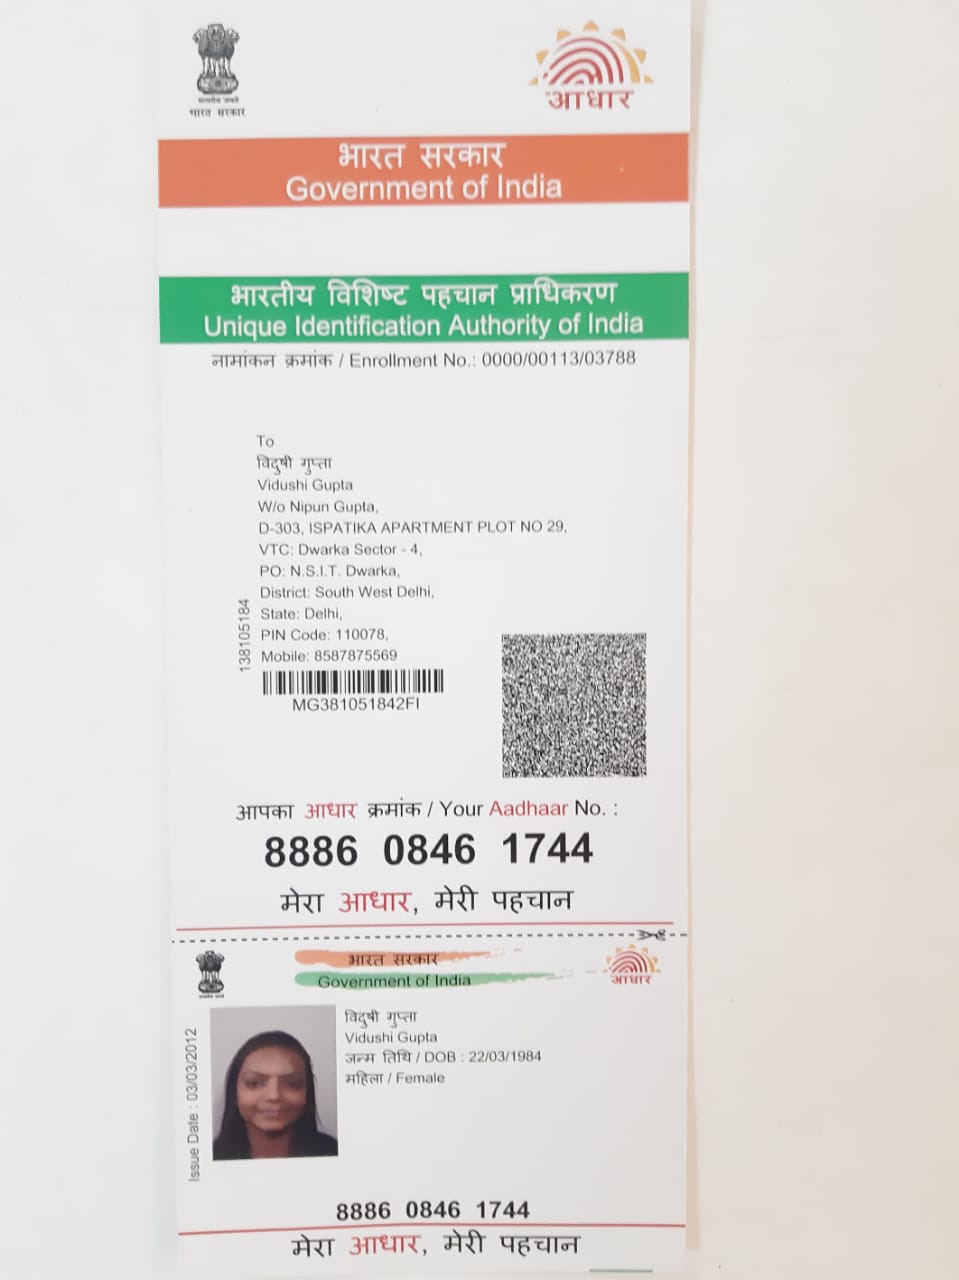 सत्यमेव जयते
भारत सरकार
आधार
भारत सरकार
Government of India
भारतीय विशिष्ट पहचान प्राधिकरण
Unique Identification Authority of India
नामांकन क्रमांक / Enrollment No.: 0000/00113/03788
To
विदुषी गुप्ता
Vidushi Gupta
W/o Nipun Gupta,
D-303, ISPATIKA APARTMENT PLOT NO 29,
VTC: Dwarka Sector - 4,
PO: N.S.I.T. Dwarka,
District: South West Delhi,
State: Delhi,
PIN Code: 110078,
Mobile: 8587875569
138105184
MG381051842FI
आपका आधार क्रमांक / Your Aadhaar No. :
8886 0846 1744
मेरा आधार, मेरी पहचान
सत्यमेव जयते
भारत सरकार
Government of India
आधार
Issue Date : 03/03/2012
विदुषी गुप्ता
Vidushi Gupta
जन्म तिथि / DOB : 22/03/1984
महिला / Female
8886 0846 1744
मेरा आधार, मेरी पहचान